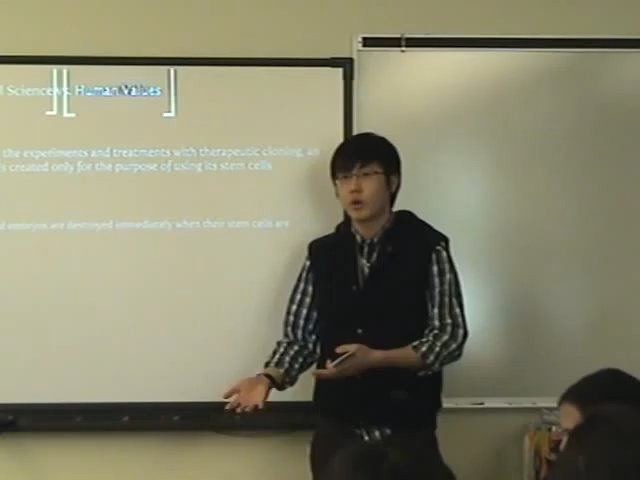 l Science vs. Human Values
the experiments and treatments with therapeutic cloning, an
s created only for the purpose of using its stem cells
d embryos are destroyed immediately when their stem cells are